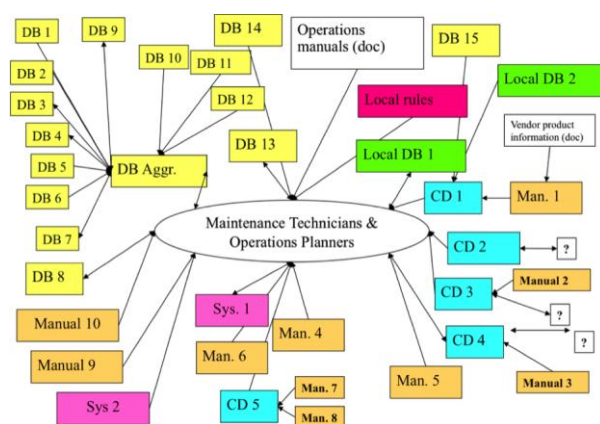 DB 1
DB 9
DB 14
Operations
manuals (doc)
DB 15
DB 2
DB 10
DB 11
Local DB 2
DB 3
DB 12
Local rules
DB 4
DB 13
Vendor product
information (doc)
DB 5
DB Aggr.
Local DB 1
DB 6
CD 1
Man. 1
DB 7
Maintenance Technicians &
Operations Planners
CD 2
?
DB 8
CD 3
Manual 2
Manual 10
Sys. 1
Man. 4
?
CD 4
?
Manual 9
Man. 6
Man. 5
Manual 3
Sys 2
CD 5
Man. 7
Man. 8